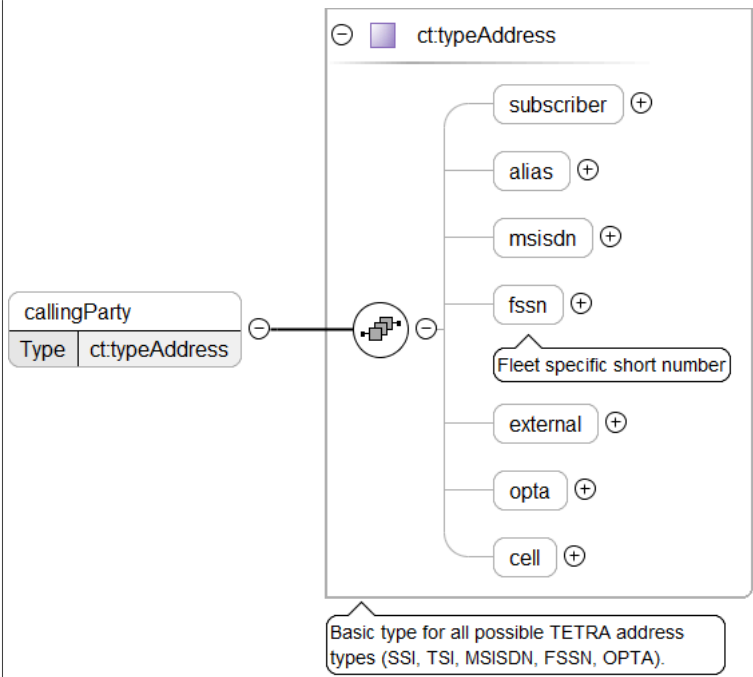 ct:typeAddress
subscriber
alias
msisdn
callingParty
Type ct:typeAddress
fssn
Fleet specific short number
external
opta
cell
Basic type for all possible TETRA address
types (SSI, TSI, MSISDN, FSSN, OPTA).